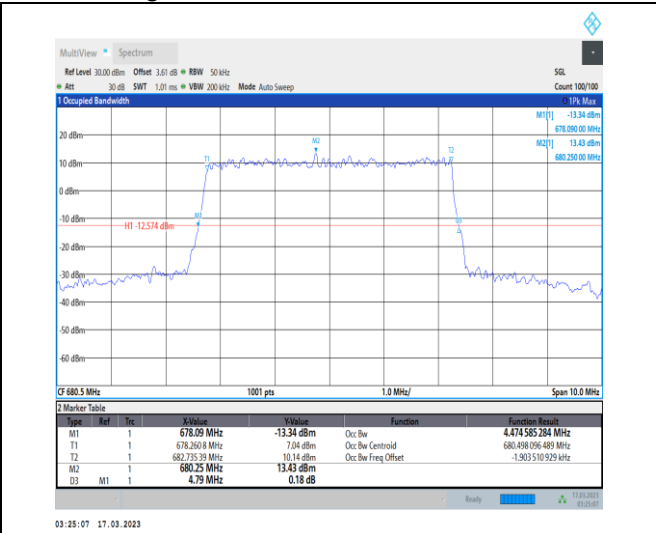 MultiView Spectrum
Ref Level 30.00 dBm Offset 3.61 dB RBW 50 kHz SGL
Att 30 dB SWT 1.01 ms VBW 200 kHz Mode Auto Sweep Count 100/100
1 Occupied Bandwidth 1Pk Max
M1[1] -13.34 dBm
678.090 00 MHz
M2[1] 13.43 dBm
680.250 00 MHz
20 dBm
M2
T1 T2
10 dBm
0 dBm
-10 dBm
M1
H1 -12.574 dBm
-20 dBm
-30 dBm
-40 dBm
-50 dBm
-60 dBm
CF 680.5 MHz 1001 pts 1.0 MHz/ Span 10.0 MHz
2 Marker Table
Type Ref Trc X-Value Y-Value Function Function Result
M1 1 678.09 MHz -13.34 dBm Occ Bw 4.474 585 284 MHz
T1 1 678.260 8 MHz 7.04 dBm Occ Bw Centroid 680.498 096 489 MHz
T2 1 682.735 39 MHz 10.14 dBm Occ Bw Freq Offset -1.903 510 929 kHz
M2 1 680.25 MHz 13.43 dBm
D3 M1 1 4.79 MHz 0.18 dB
Ready 17.03.2023
03:25:07
03:25:07 17.03.2023